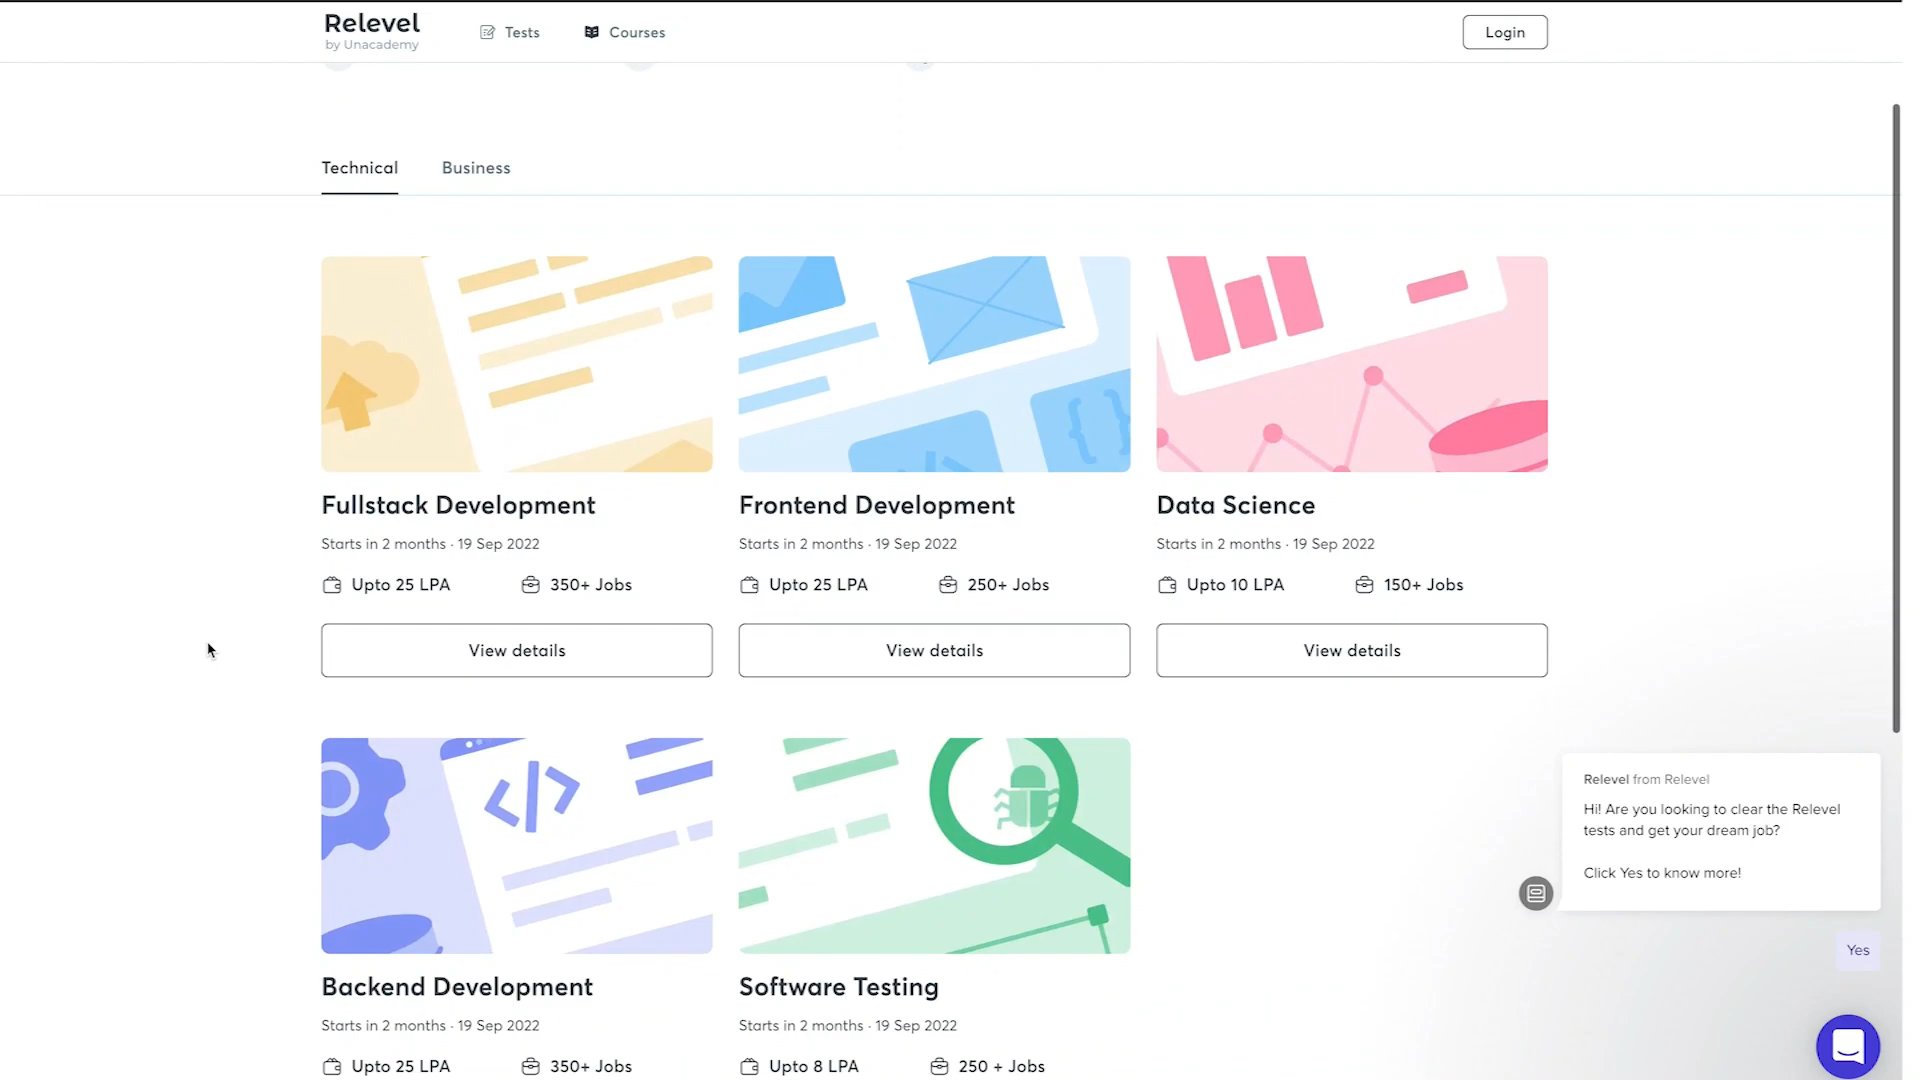 Relevel
by Unacademy
Tests
Courses
Login
Technical
Business
Fullstack Development
Starts in 2 months · 19 Sep 2022
Upto 25 LPA
350+ Jobs
View details
Frontend Development
Starts in 2 months · 19 Sep 2022
Upto 25 LPA
250+ Jobs
View details
Data Science
Starts in 2 months · 19 Sep 2022
Upto 10 LPA
150+ Jobs
View details
Backend Development
Starts in 2 months · 19 Sep 2022
Upto 25 LPA
350+ Jobs
Software Testing
Starts in 2 months · 19 Sep 2022
Upto 8 LPA
250 + Jobs
Relevel from Relevel
Hi! Are you looking to clear the Relevel
tests and get your dream job?
Click Yes to know more!
Yes